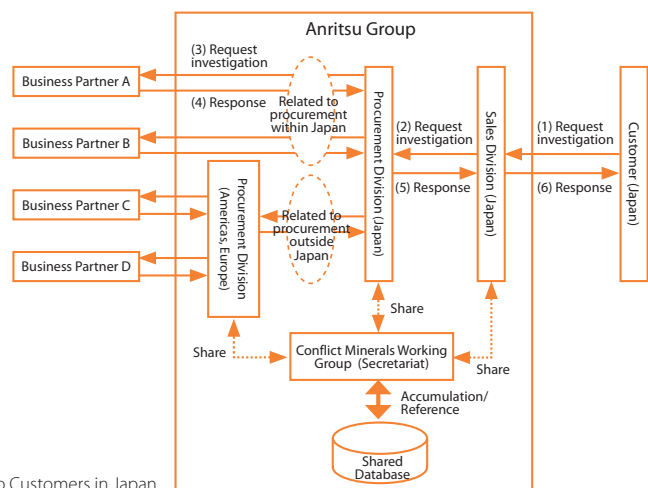 Anritsu Group
(3) Request
investigation
Business Partner A
(4) Response
Related to
procurement
within Japan
Business Partner B
Procurement Division (Japan)
(2) Request
investigation
(5) Response
Sales Division (Japan)
(1) Request
investigation
(6) Response
Customer (Japan)
Business Partner C
Procurement Division
(Americas, Europe)
Related to
procurement
outside
Japan
Business Partner D
Share
Share
Share
Conflict Minerals Working
Group (Secretariat)
Accumulation/
Reference
Shared
Database
Customers in Japan